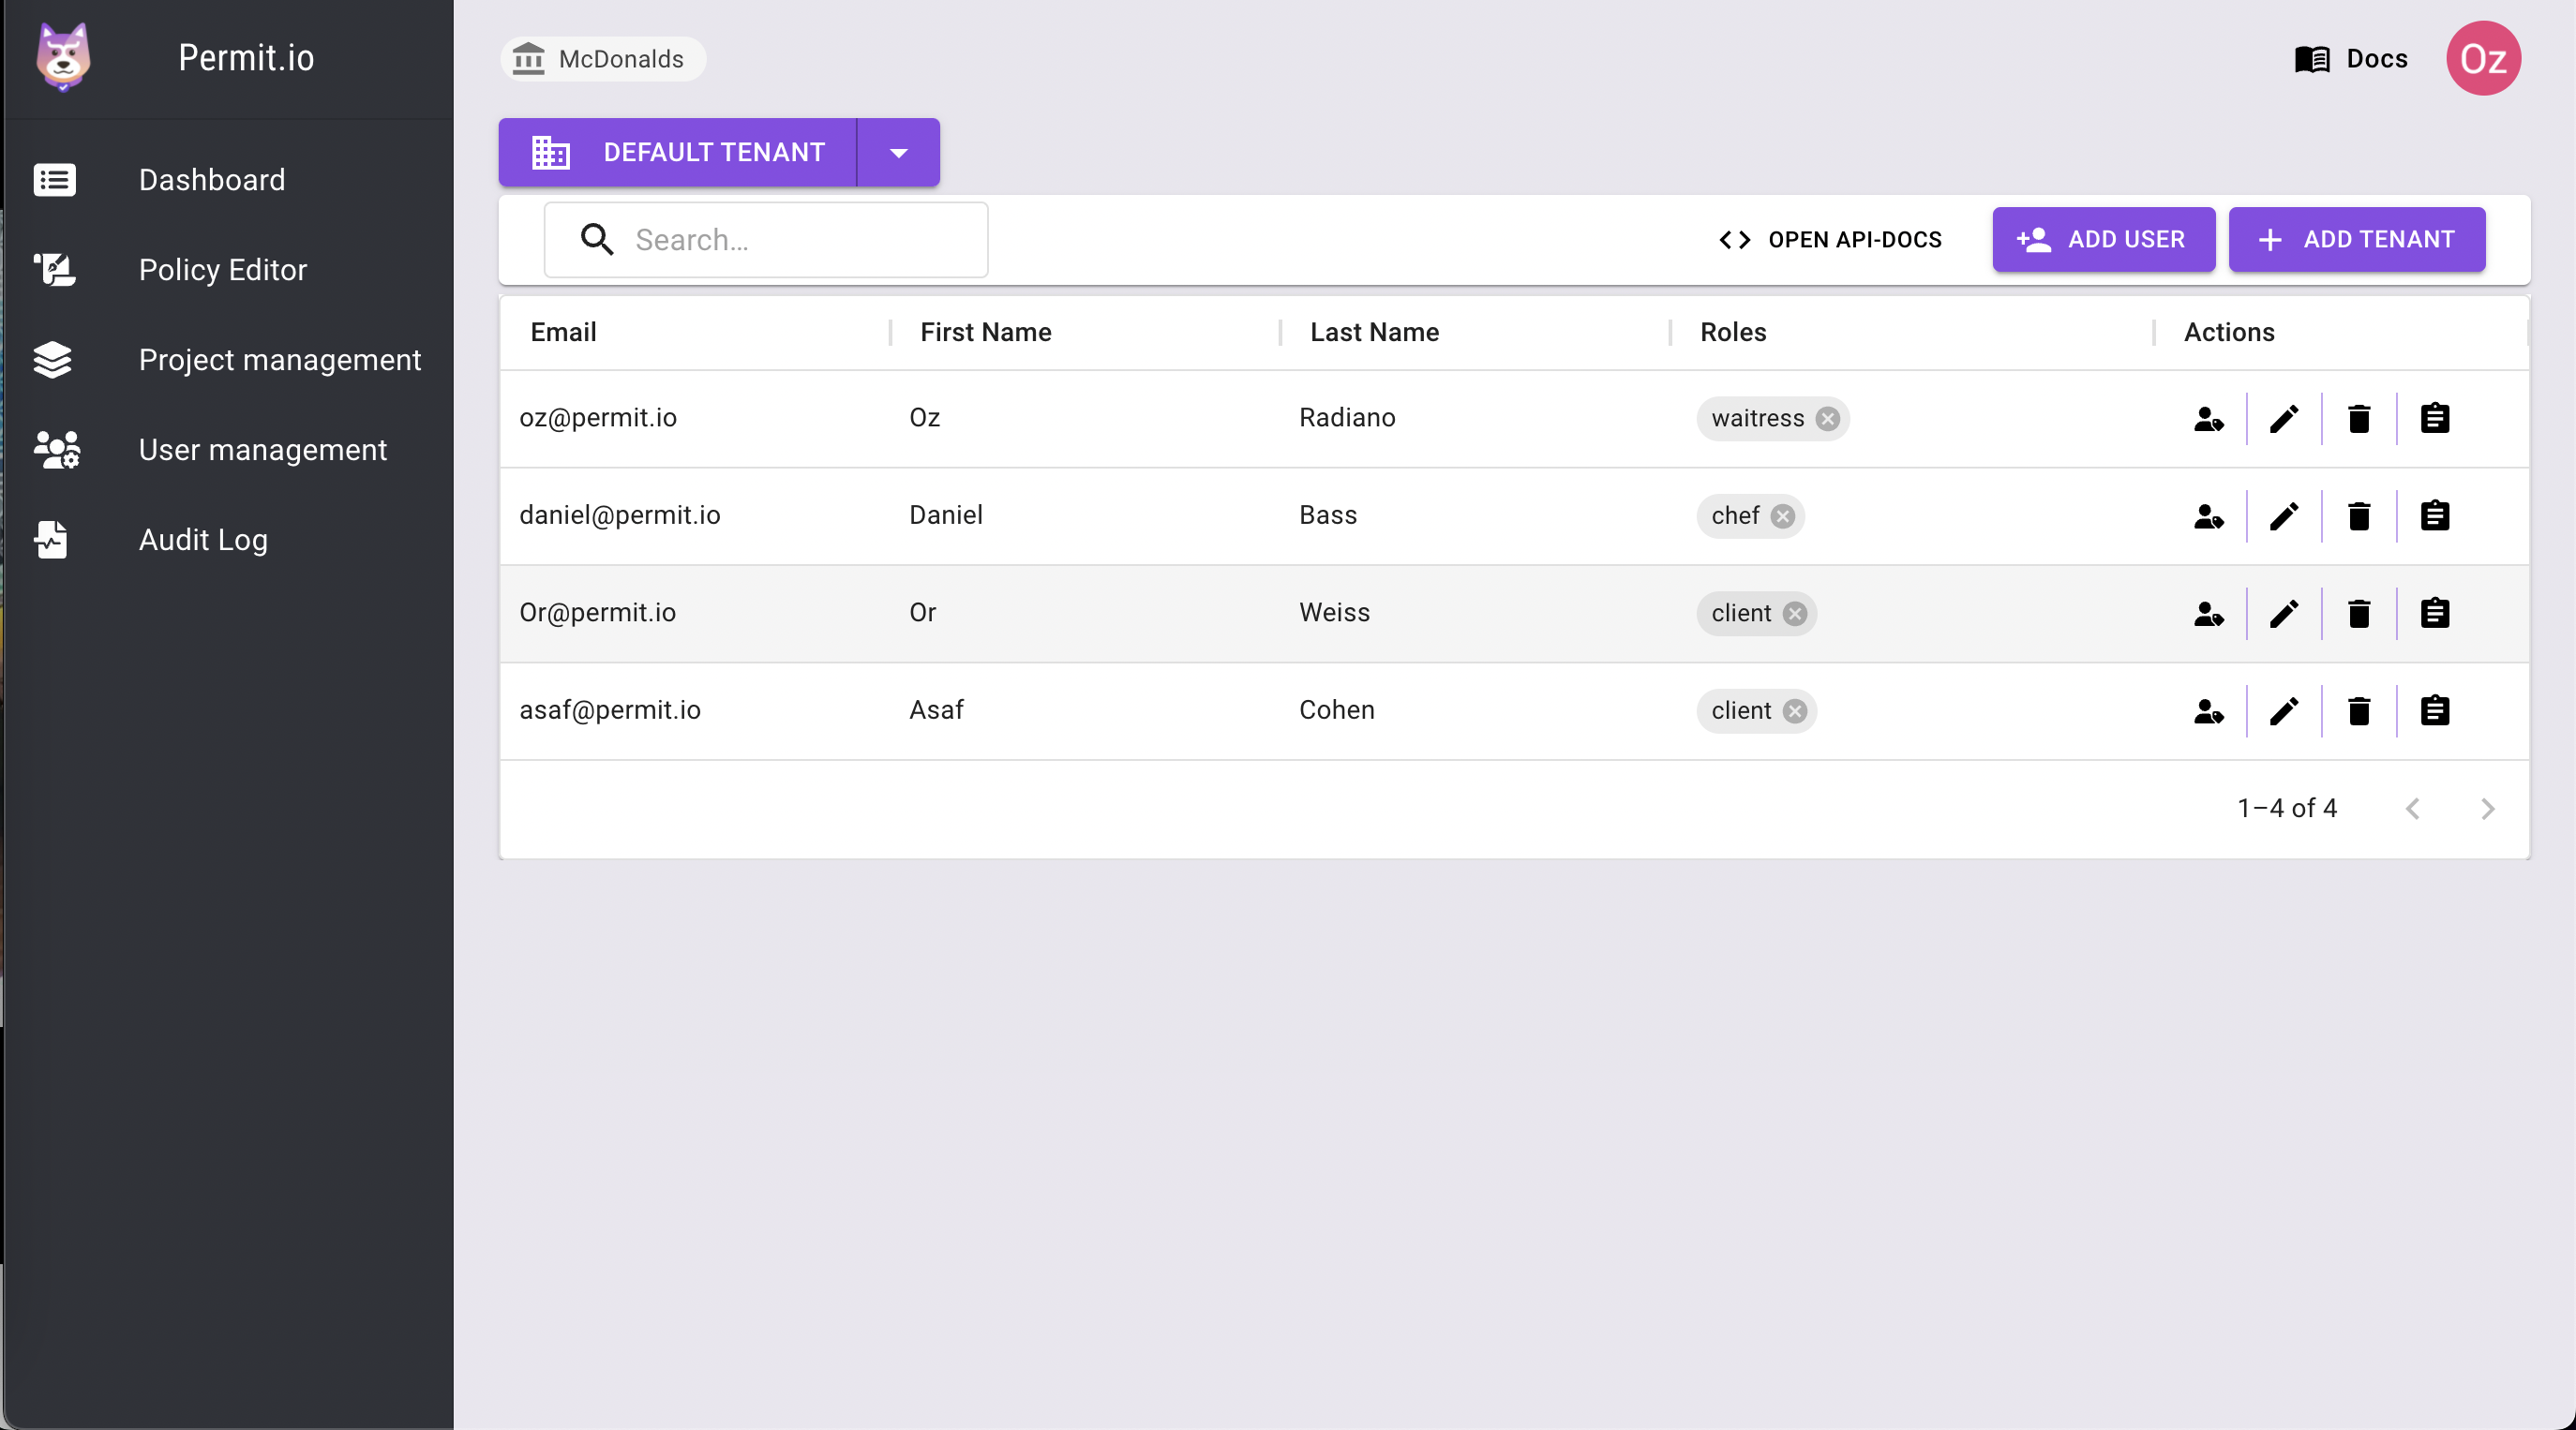 Permit.io
Dashboard
Policy Editor
Project management
User management
Audit Log
McDonalds
Docs
Oz
DEFAULT TENANT
Search...
OPEN API-DOCS
ADD USER
ADD TENANT
Email First Name Last Name Roles Actions
oz@permit.io Oz Radiano waitress
daniel@permit.io Daniel Bass chef
Or@permit.io Or Weiss client
asaf@permit.io Asaf Cohen client
1–4 of 4